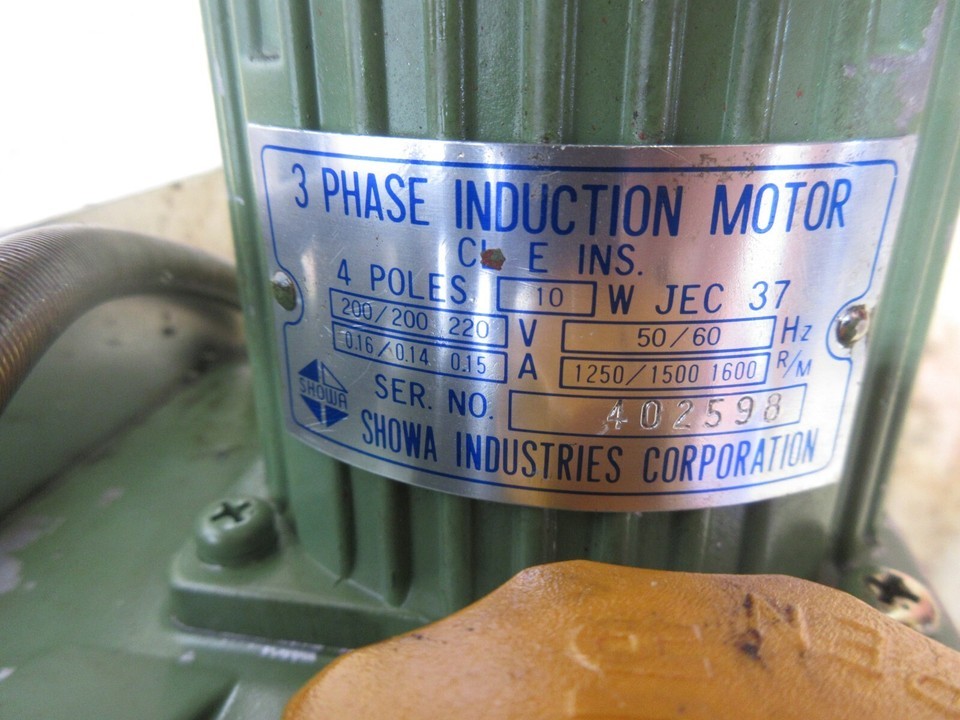 3 PHASE INDUCTION MOTOR
CL E INS.
4 POLES 10 W JEC 37
200/200 220 V 50/60 Hz
0.16/0.14 0.15 A 1250/1500 1600 R/M
SHOWA
SER. NO. 402598
SHOWA INDUSTRIES CORPORATION